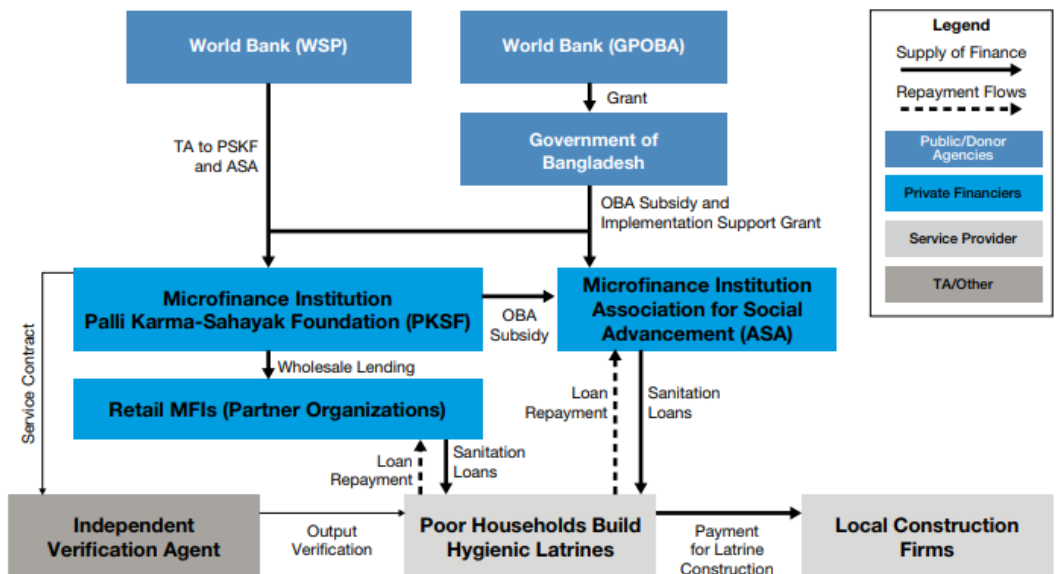 World Bank (WSP)
World Bank (GPOBA)
Legend
Supply of Finance
Repayment Flows
Public/Donor
Agencies
Private Financiers
Service Provider
TA/Other
Grant
TA to PSKF
and ASA
Government of
Bangladesh
OBA Subsidy and
Implementation Support Grant
Microfinance Institution
Palli Karma-Sahayak Foundation (PKSF)
OBA
Subsidy
Microfinance Institution
Association for Social
Advancement (ASA)
Service Contract
Wholesale Lending
Retail MFIs (Partner Organizations)
Loan
Repayment
Sanitation
Loans
Loan
Repayment
Sanitation
Loans
Independent
Verification Agent
Output
Verification
Poor Households Build
Hygienic Latrines
Payment
for Latrine
Construction
Local Construction
Firms